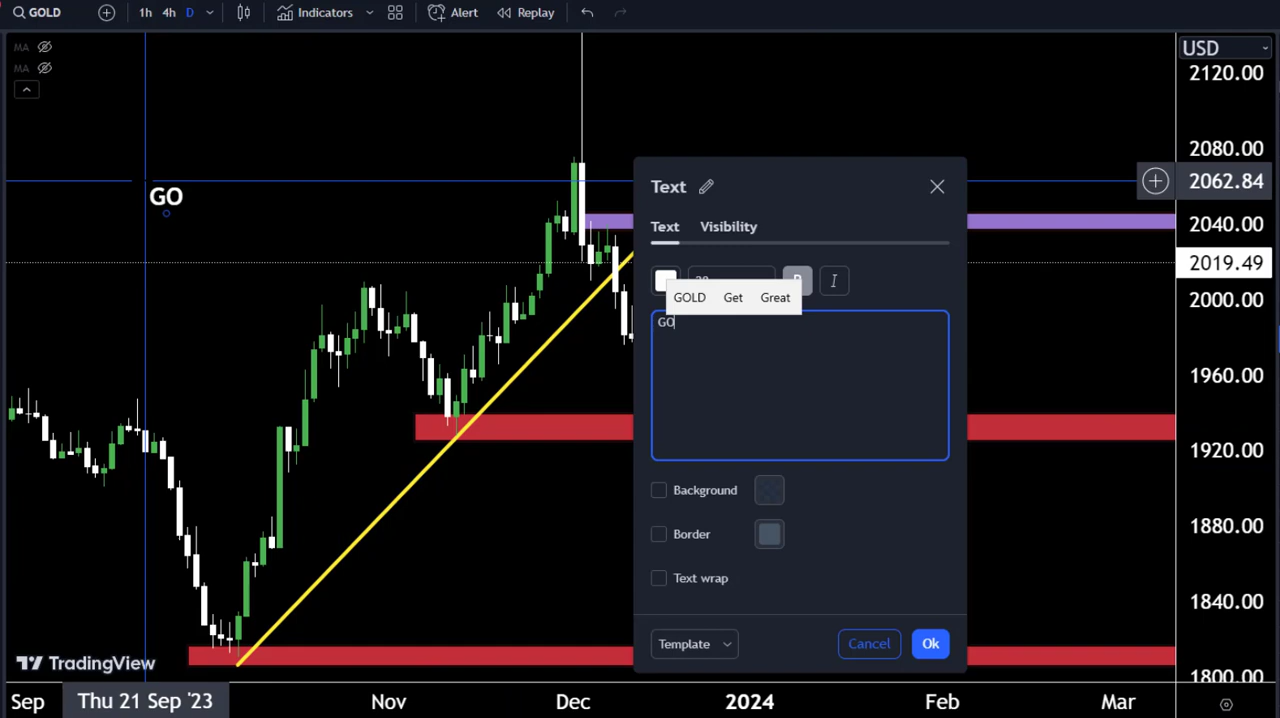 GOLD
1h 4h D
Indicators
Alert
Replay
MA
MA
USD
2120.00
2080.00
2062.84
2040.00
2019.49
2000.00
1960.00
1920.00
1880.00
1840.00
1800.00
GO
Text
Text Visibility
I
GOLD Get Great
GO
Background
Border
Text wrap
Template
Cancel
Ok
TradingView
Sep
Thu 21 Sep '23
Nov
Dec
2024
Feb
Mar